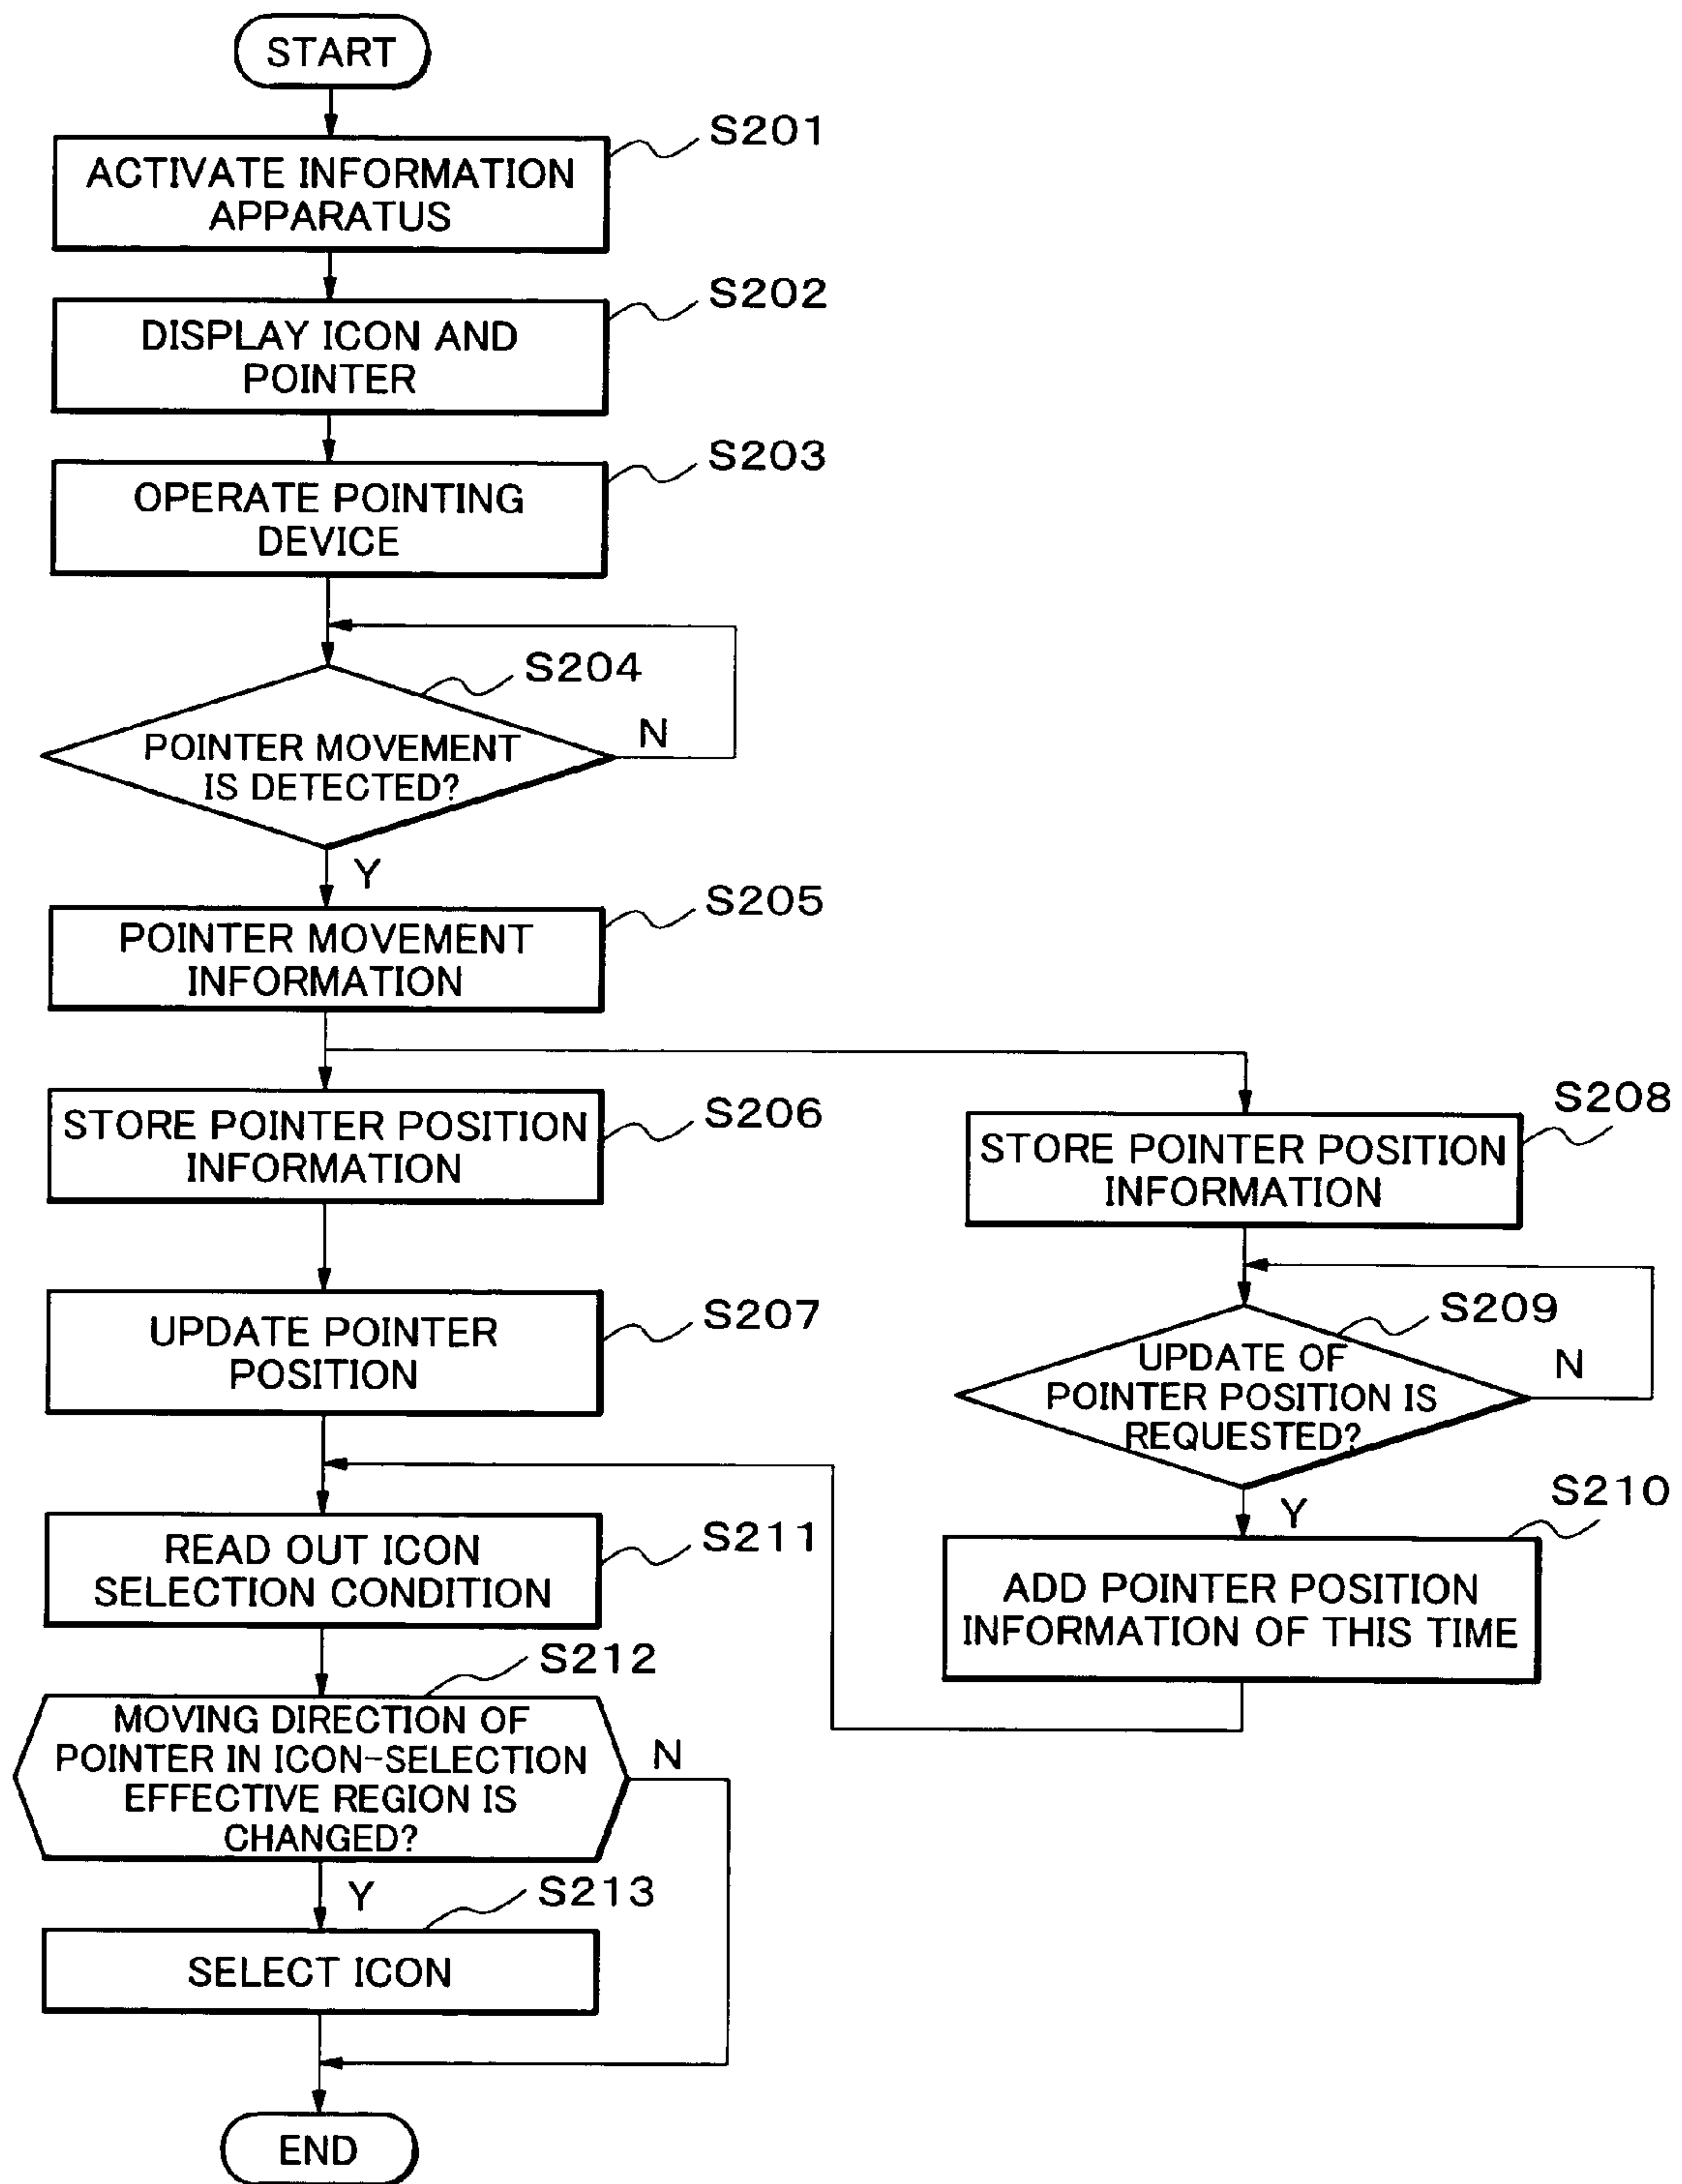 START
S201
ACTIVATE INFORMATION
APPARATUS
S202
DISPLAY ICON AND
POINTER
S203
OPERATE POINTING
DEVICE
S204
POINTER MOVEMENT
IS DETECTED?
N
Y
S205
POINTER MOVEMENT
INFORMATION
S206
STORE POINTER POSITION
INFORMATION
S207
UPDATE POINTER
POSITION
S208
STORE POINTER POSITION
INFORMATION
S209
UPDATE OF
POINTER POSITION IS
REQUESTED?
N
Y
S210
ADD POINTER POSITION
INFORMATION OF THIS TIME
S211
READ OUT ICON
SELECTION CONDITION
S212
MOVING DIRECTION OF
POINTER IN ICON-SELECTION
EFFECTIVE REGION IS
CHANGED?
N
Y
S213
SELECT ICON
END